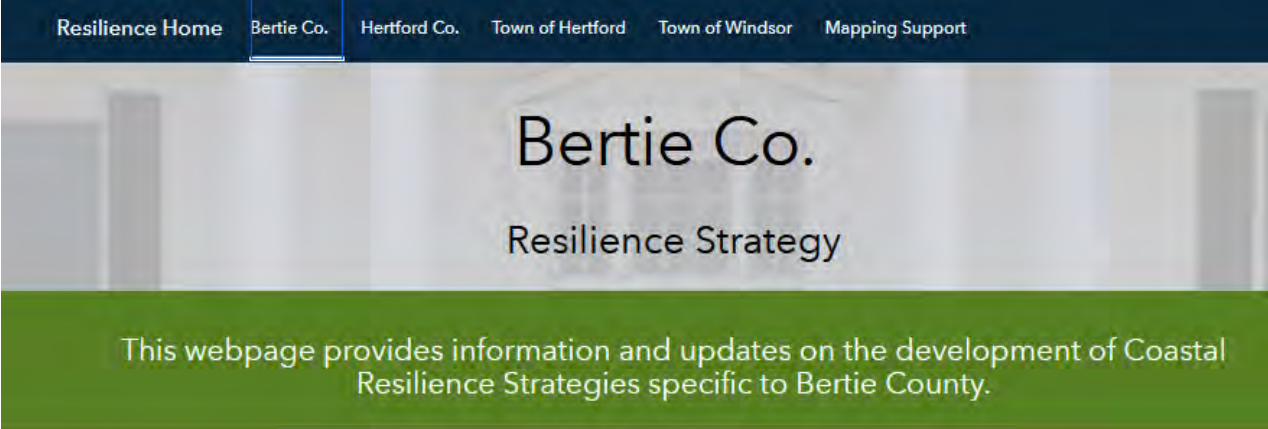 Resilience Home Bertie Co. Hertford Co. Town of Hertford Town of Windsor Mapping Support
Bertie Co.
Resilience Strategy
This webpage provides information and updates on the development of Coastal
Resilience Strategies specific to Bertie County.